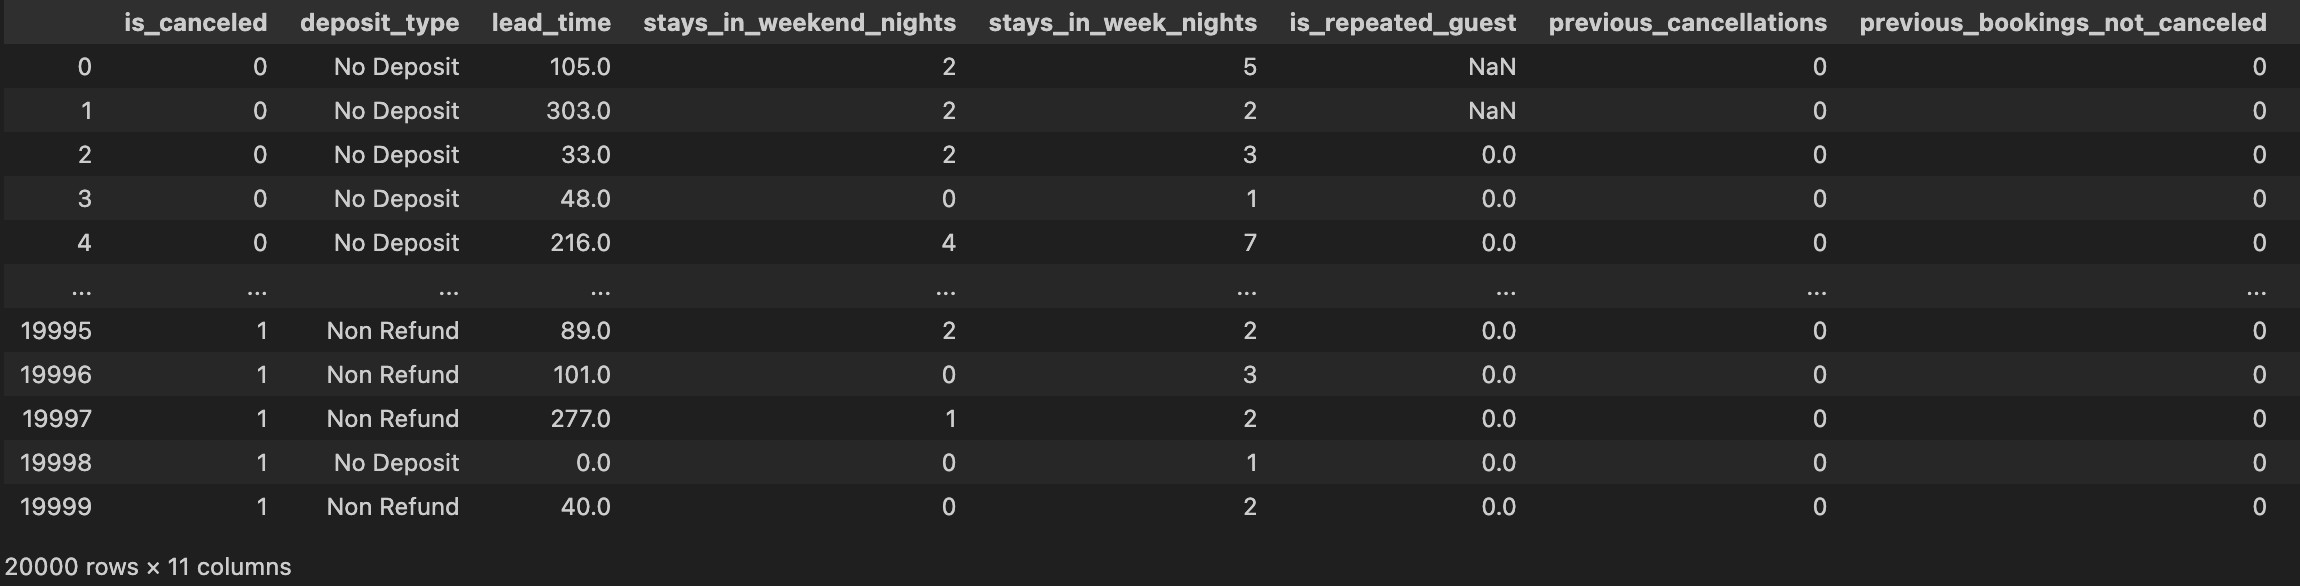 is_canceled deposit_type lead_time stays_in_weekend_nights stays_in_week_nights is_repeated_guest previous_cancellations previous_bookings_not_canceled
0 0 No Deposit 105.0 2 5 NaN 0 0
1 0 No Deposit 303.0 2 2 NaN 0 0
2 0 No Deposit 33.0 2 3 0.0 0 0
3 0 No Deposit 48.0 0 1 0.0 0 0
4 0 No Deposit 216.0 4 7 0.0 0 0
... ... ... ... ... ... ... ... ...
19995 1 Non Refund 89.0 2 2 0.0 0 0
19996 1 Non Refund 101.0 0 3 0.0 0 0
19997 1 Non Refund 277.0 1 2 0.0 0 0
19998 1 No Deposit 0.0 0 1 0.0 0 0
19999 1 Non Refund 40.0 0 2 0.0 0 0
20000 rows × 11 columns